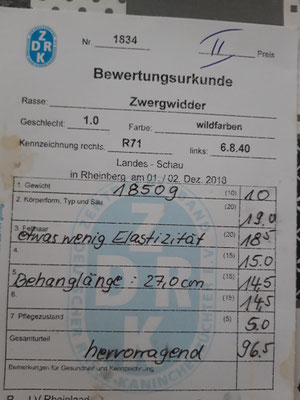 Z D R K
Nr. 1834 II Preis
Bewertungsurkunde
Rasse: Zwergwidder
Geschlecht: 1.0 Farbe: wildfarben
Kennzeichnung rechts: R71 links: 6.8.40
Landes - Schau
in Rheinberg am 01./02. Dez. 2018
1. Gewicht 1850g (10) 10
2. Körperform, Typ und Bau (20) 19.0
3. Fellhaar etwas wenig Elastizität (20) 18,5
4. (15) 15.0
5. Behanglänge: 27,0cm (15) 14,5
6. (15) 14,5
7. Pflegezustand (5) 5.0
Gesamturteil hervorragend 96,5
Bemerkungen für Gesundheit und Kennzeichnung: